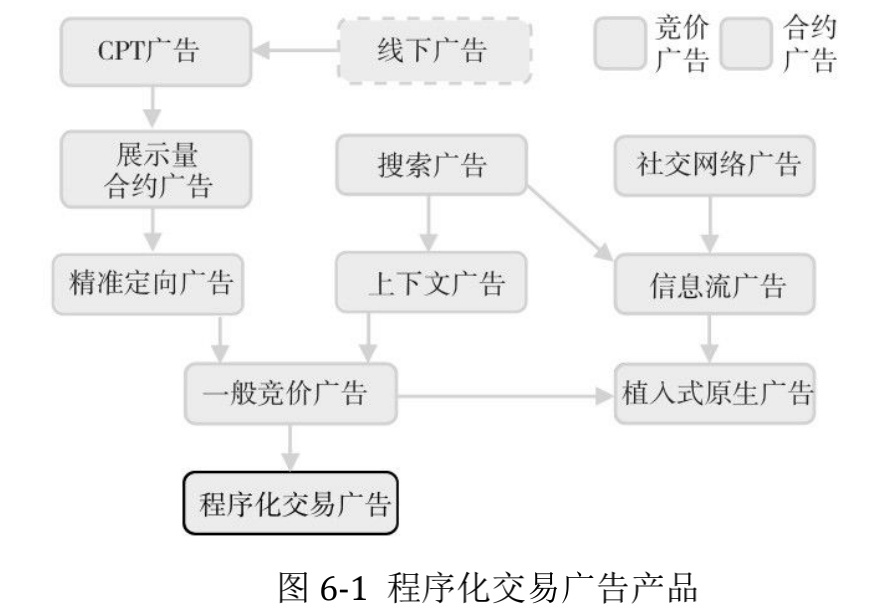 CPT广告
线下广告
竞价
广告
合约
广告
展示量
合约广告
搜索广告
社交网络广告
精准定向广告
上下文广告
信息流广告
一般竞价广告
植入式原生广告
程序化交易广告
图 6-1 程序化交易广告产品